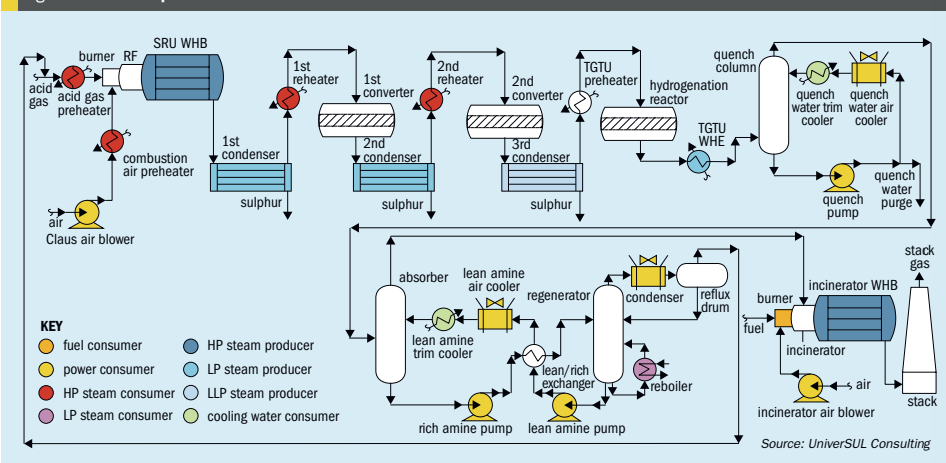 SRU WHB
burner
RF
acid
gas
acid gas
preheater
combustion
air preheater
air
Claus air blower
1st
condenser
sulphur
1st
reheater
1st
converter
2nd
condenser
sulphur
2nd
reheater
2nd
converter
3rd
condenser
sulphur
TGTU
preheater
hydrogenation
reactor
TGTU
WHE
quench
column
quench
water trim
cooler
quench
water air
cooler
quench
pump
quench
water
purge
absorber
lean amine
air cooler
lean amine
trim cooler
rich amine pump
lean/rich
exchanger
lean amine pump
regenerator
condenser
reflux
drum
reboiler
burner
fuel
incinerator WHB
incinerator
air
incinerator air blower
stack
gas
stack
KEY
fuel consumer
power consumer
HP steam consumer
LP steam consumer
HP steam producer
LP steam producer
LLP steam producer
cooling water consumer
Source: UniverSUL Consulting